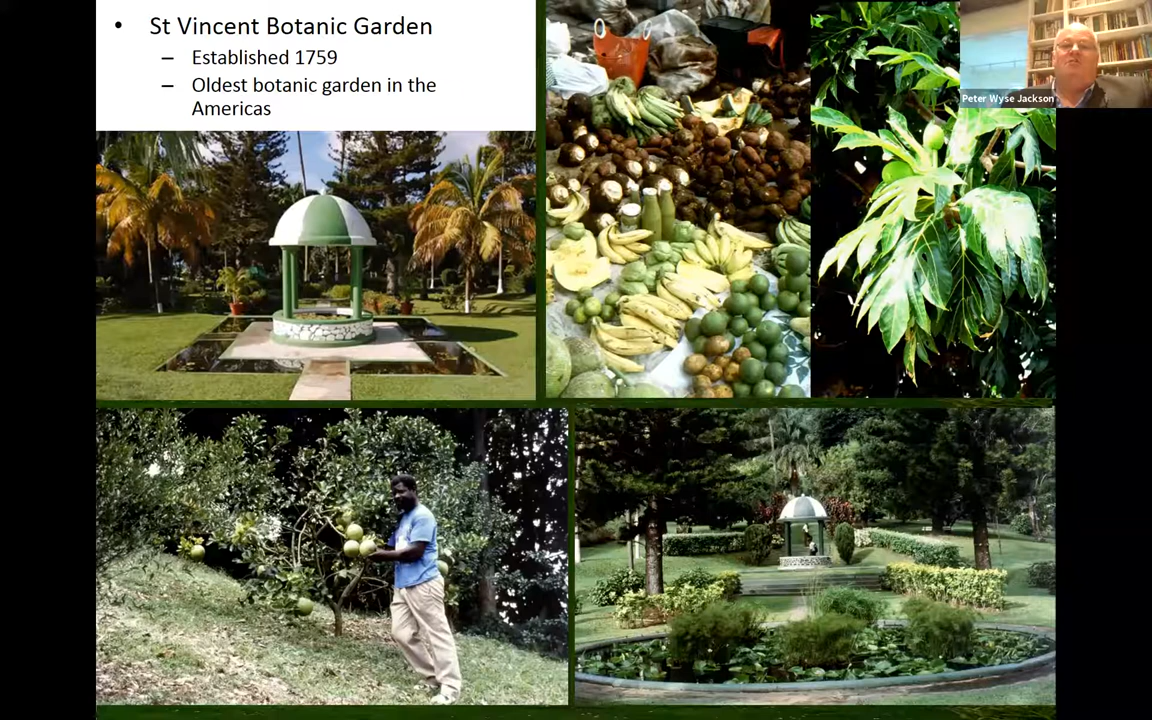 • St Vincent Botanic Garden
– Established 1759
– Oldest botanic garden in the
Americas
Peter Wyse Jackson